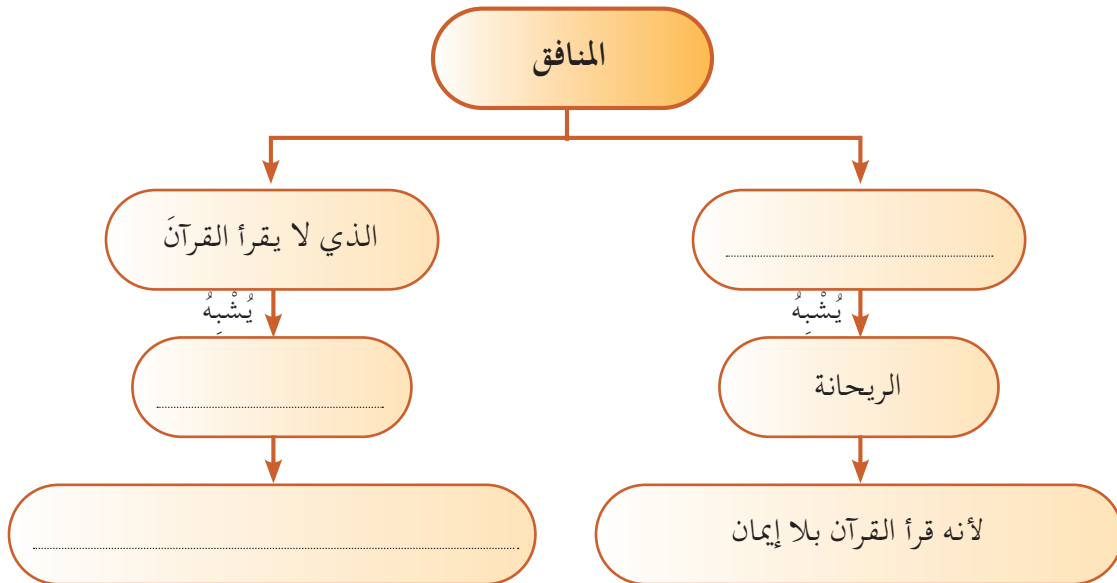 المنافق
الذي لا يقرأ القرآنَ
يُشْبِهُ
يُشْبِهُ
الريحانة
لأنه قرأ القرآن بلا إيمان